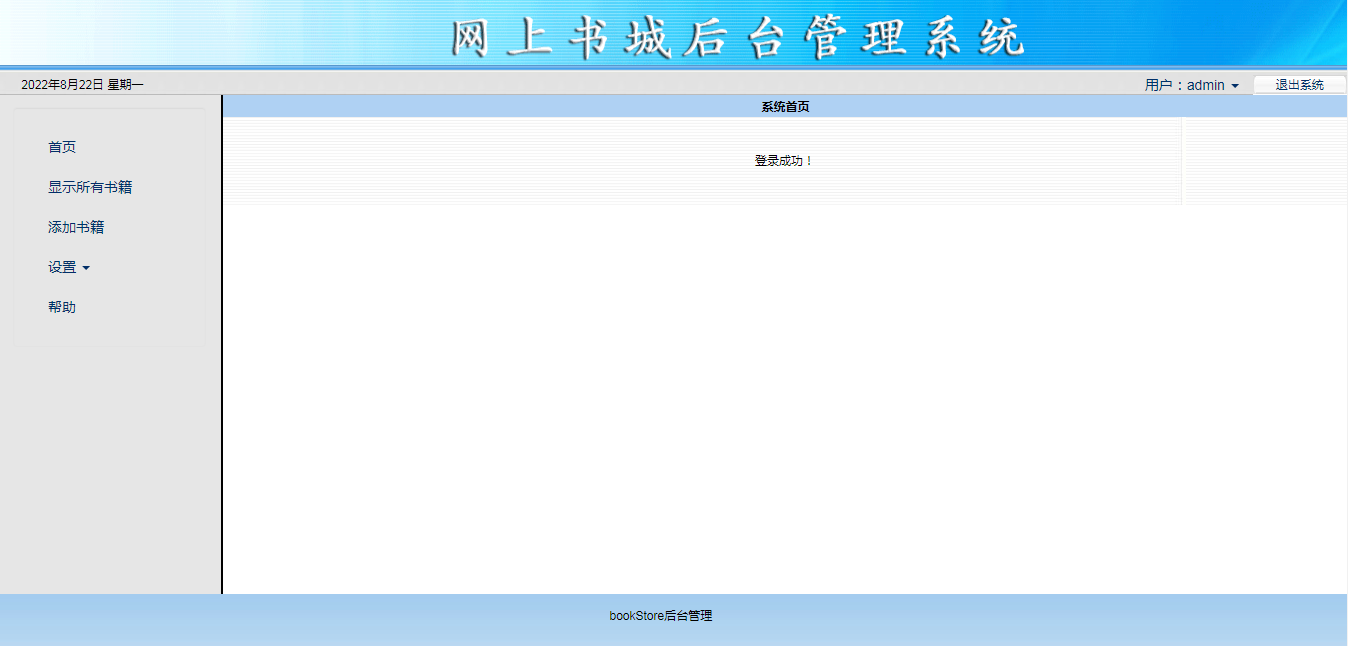 网上书城后台管理系统
2022年8月22日 星期一
用户：admin
退出系统
系统首页
首页
显示所有书籍
添加书籍
设置
帮助
登录成功！
bookStore后台管理